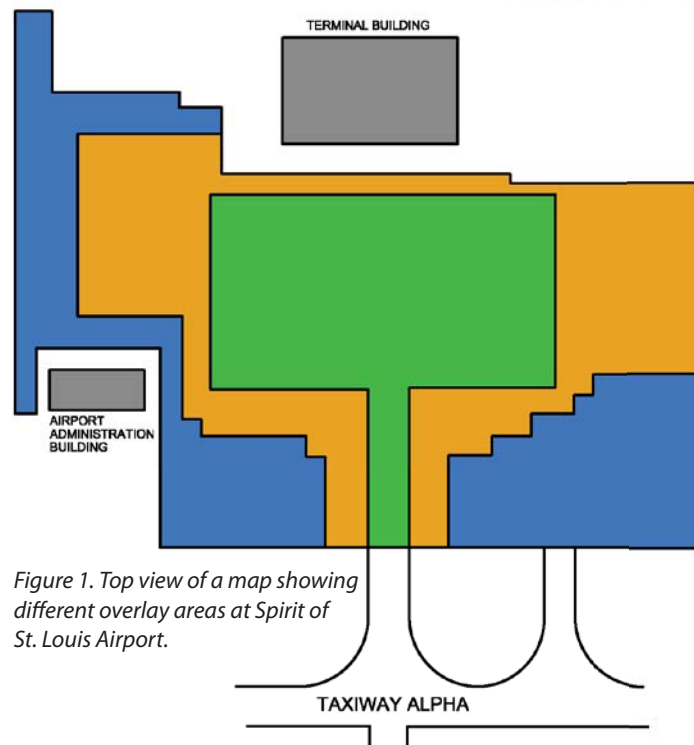 TERMINAL BUILDING
AIRPORT
ADMINISTRATION
BUILDING
Figure 1. Top view of a map showing
different overlay areas at Spirit of
St. Louis Airport.
TAXIWAY ALPHA